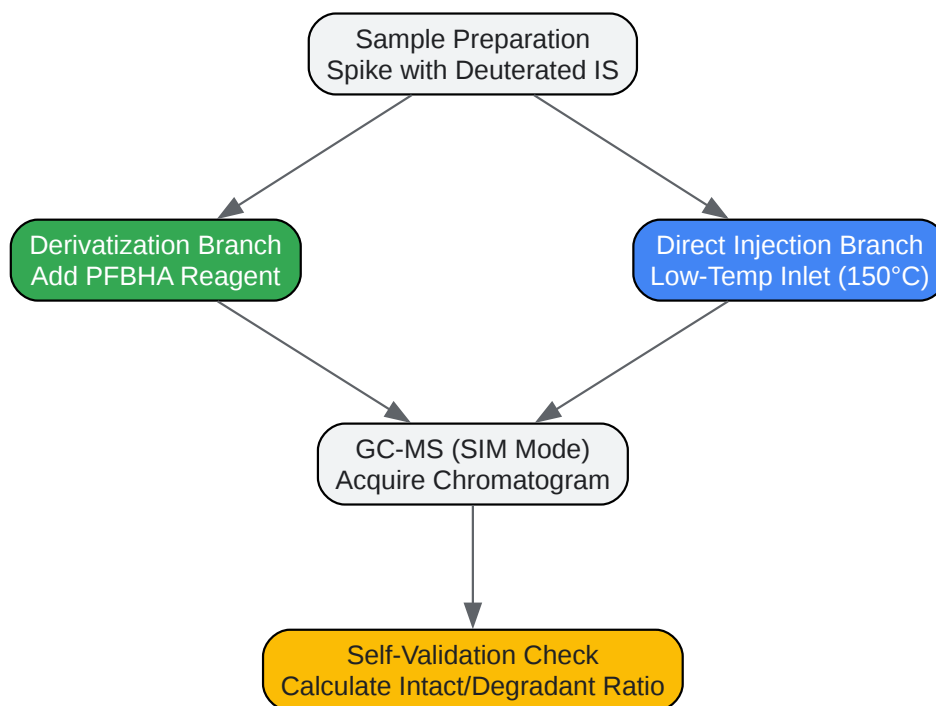 Sample Preparation
Spike with Deuterated IS
Derivatization Branch
Add PFBHA Reagent
Direct Injection Branch
Low-Temp Inlet (150°C)
GC-MS (SIM Mode)
Acquire Chromatogram
Self-Validation Check
Calculate Intact/Degradant Ratio